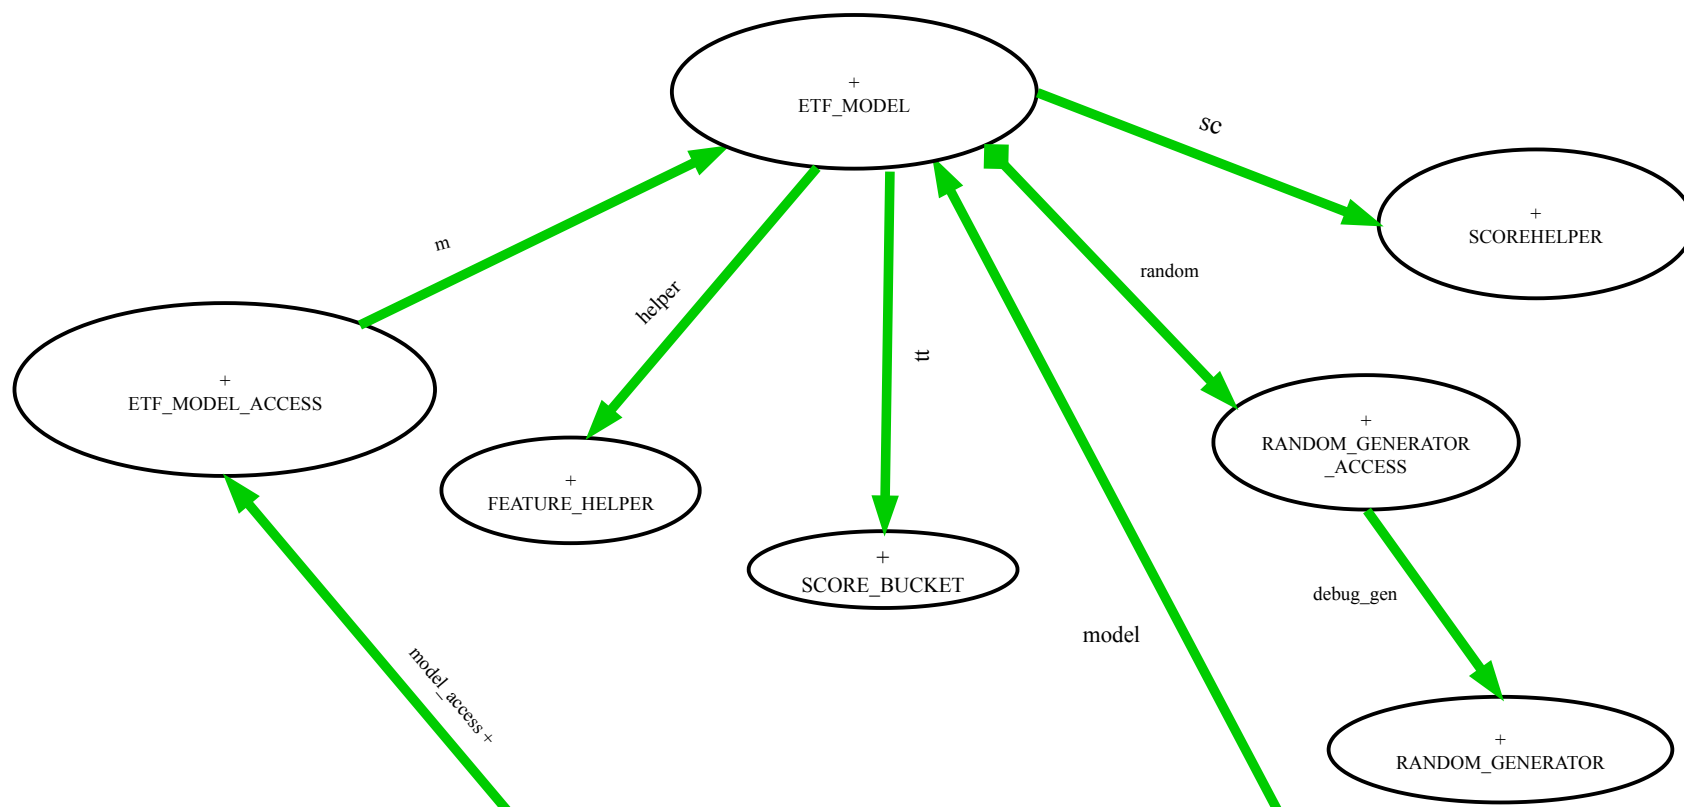 +
ETF_MODEL
sc
+
SCOREHELPER
m
random
helper
tt
+
ETF_MODEL_ACCESS
+
FEATURE_HELPER
+
RANDOM_GENERATOR
_ACCESS
+
SCORE_BUCKET
debug_gen
model
model_access +
+
RANDOM_GENERATOR